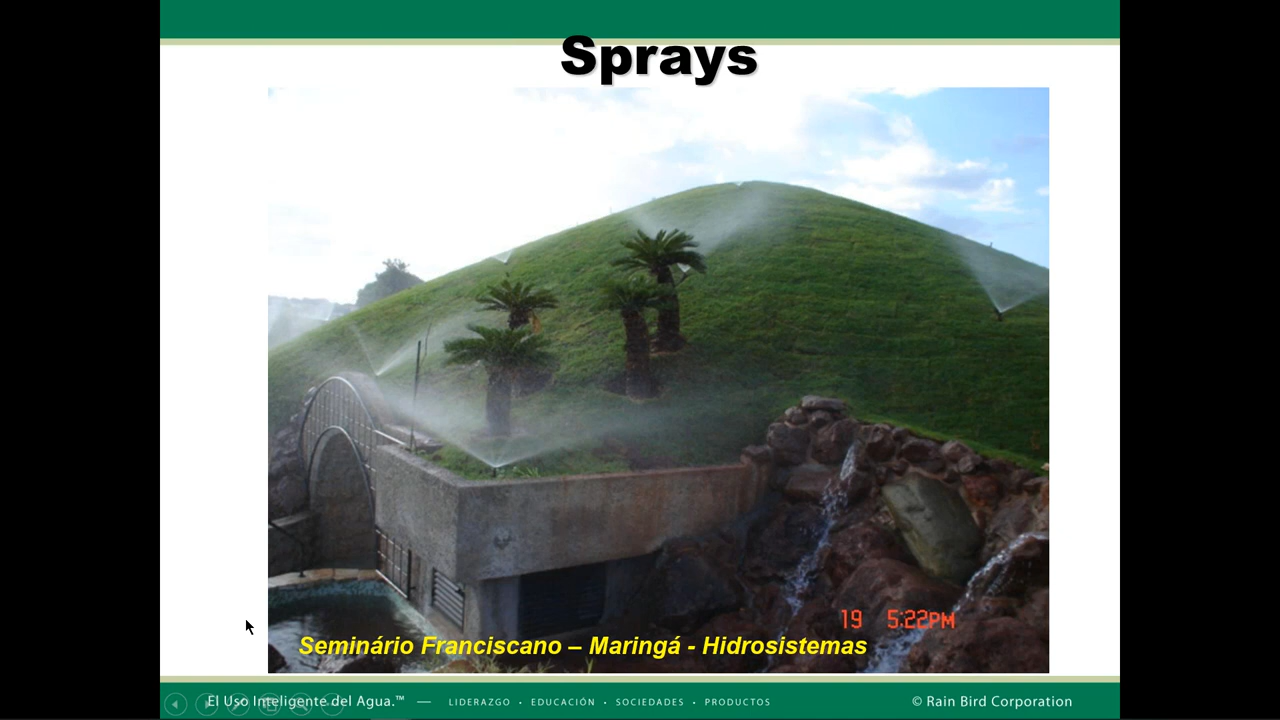 Sprays
19 5:22PM
Seminário Franciscano – Maringá - Hidrosistemas
El Uso Inteligente del Agua.™ — LIDERAZGO • EDUCACIÓN • SOCIEDADES • PRODUCTOS © Rain Bird Corporation